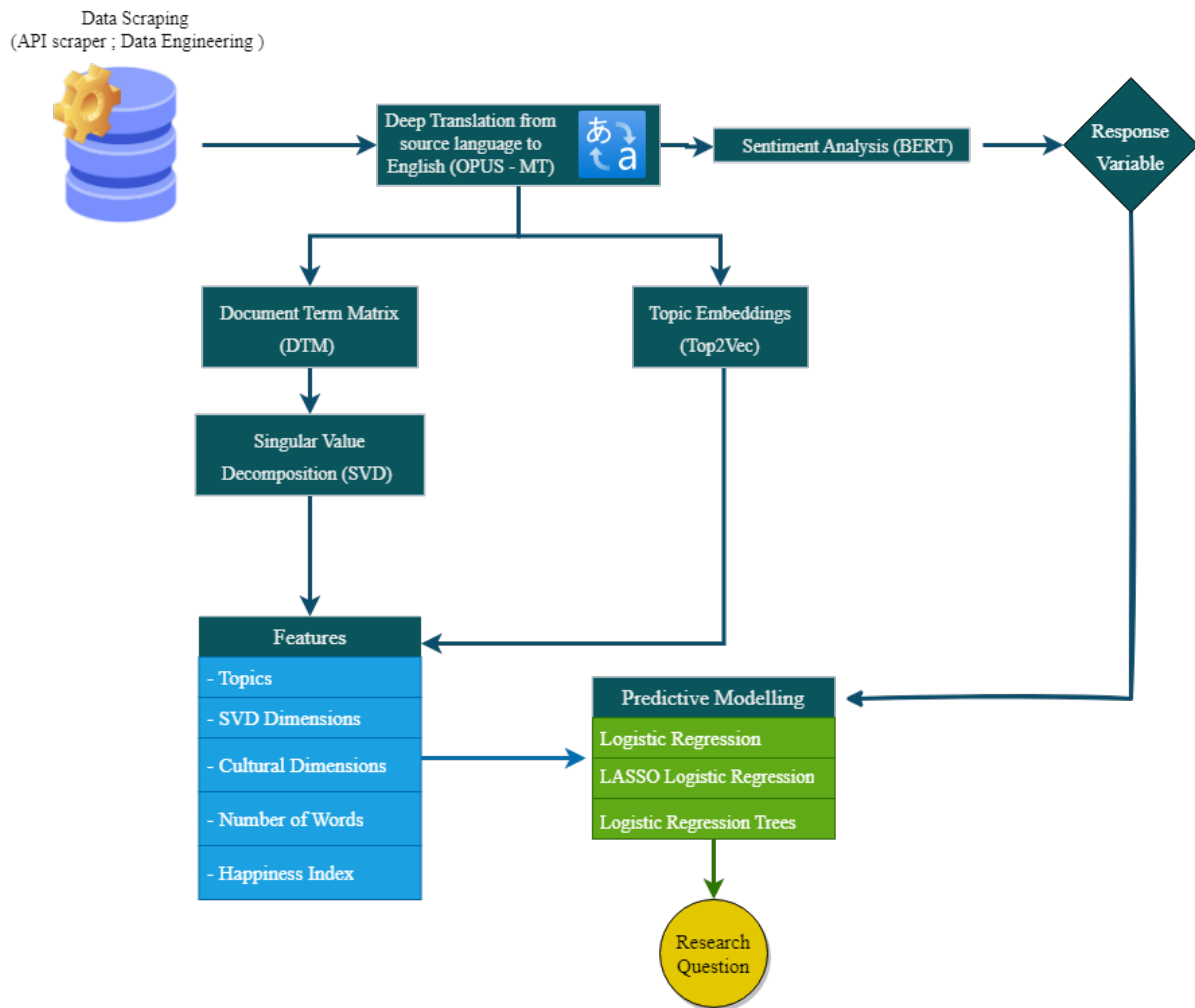 Data Scraping
(API scraper ; Data Engineering )
Deep Translation from
source language to
English (OPUS - MT)
あ
a
Sentiment Analysis (BERT)
Response
Variable
Document Term Matrix
(DTM)
Topic Embeddings
(Top2Vec)
Singular Value
Decomposition (SVD)
Features
- Topics
- SVD Dimensions
- Cultural Dimensions
- Number of Words
- Happiness Index
Predictive Modelling
Logistic Regression
LASSO Logistic Regression
Logistic Regression Trees
Research
Question